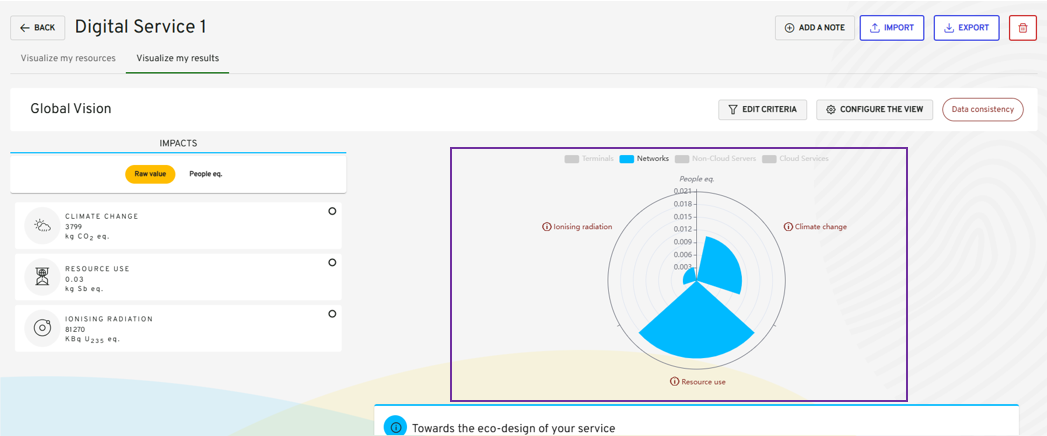 BACK
Digital Service 1
ADD A NOTE
IMPORT
EXPORT
Visualize my resources
Visualize my results
Global Vision
EDIT CRITERIA
CONFIGURE THE VIEW
Data consistency
IMPACTS
Raw value
People eq.
CLIMATE CHANGE
3799
kg CO2 eq.
RESOURCE USE
0.03
kg Sb eq.
IONISING RADIATION
81270
KBq U235 eq.
Terminals
Networks
Non-Cloud Servers
Cloud Services
People eq.
0.021
0.018
0.015
0.012
0.009
0.006
0.003
Ionising radiation
Climate change
Resource use
Towards the eco-design of your service